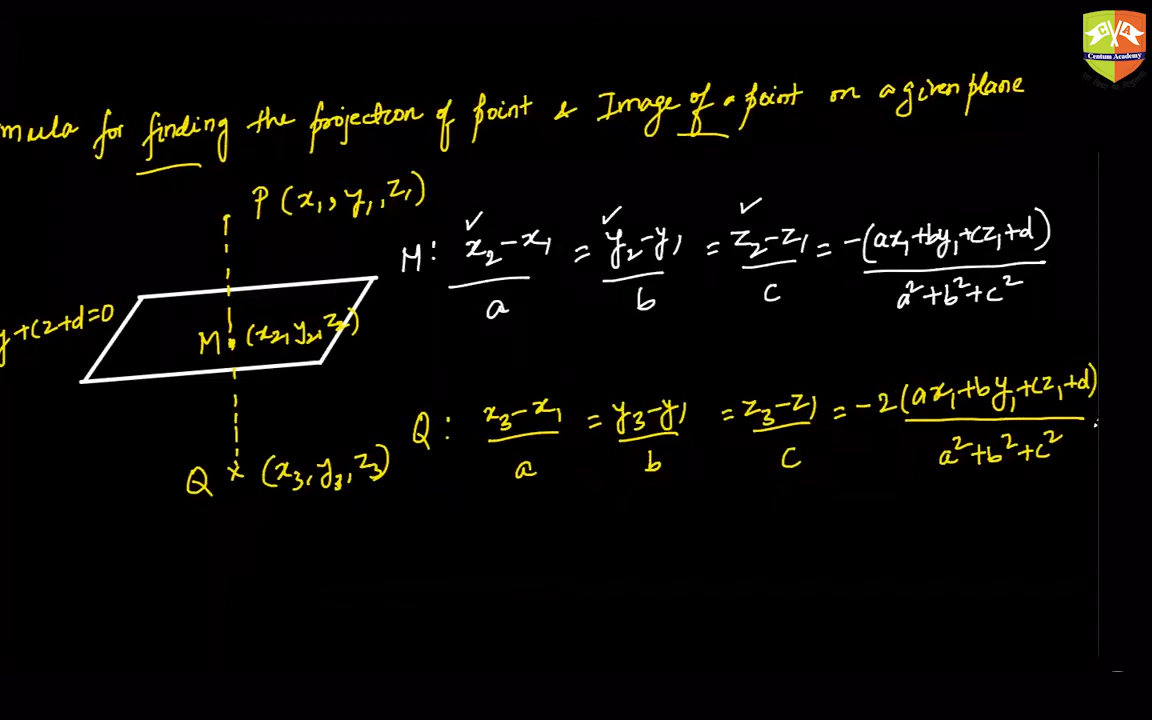 mula for finding the projection of point & Image of a point on a given plane
P (x₁, y₁, z₁)
M: x₂-x₁/a = y₂-y₁/b = z₂-z₁/c = -(ax₁+by₁+cz₁+d)/a²+b²+c²
y+cz+d=0
M (x₂, y₂, z₂)
Q: x₃-x₁/a = y₃-y₁/b = z₃-z₁/c = -2(ax₁+by₁+cz₁+d)/a²+b²+c²
Q (x₃, y₃, z₃)
C A
Centum Academy